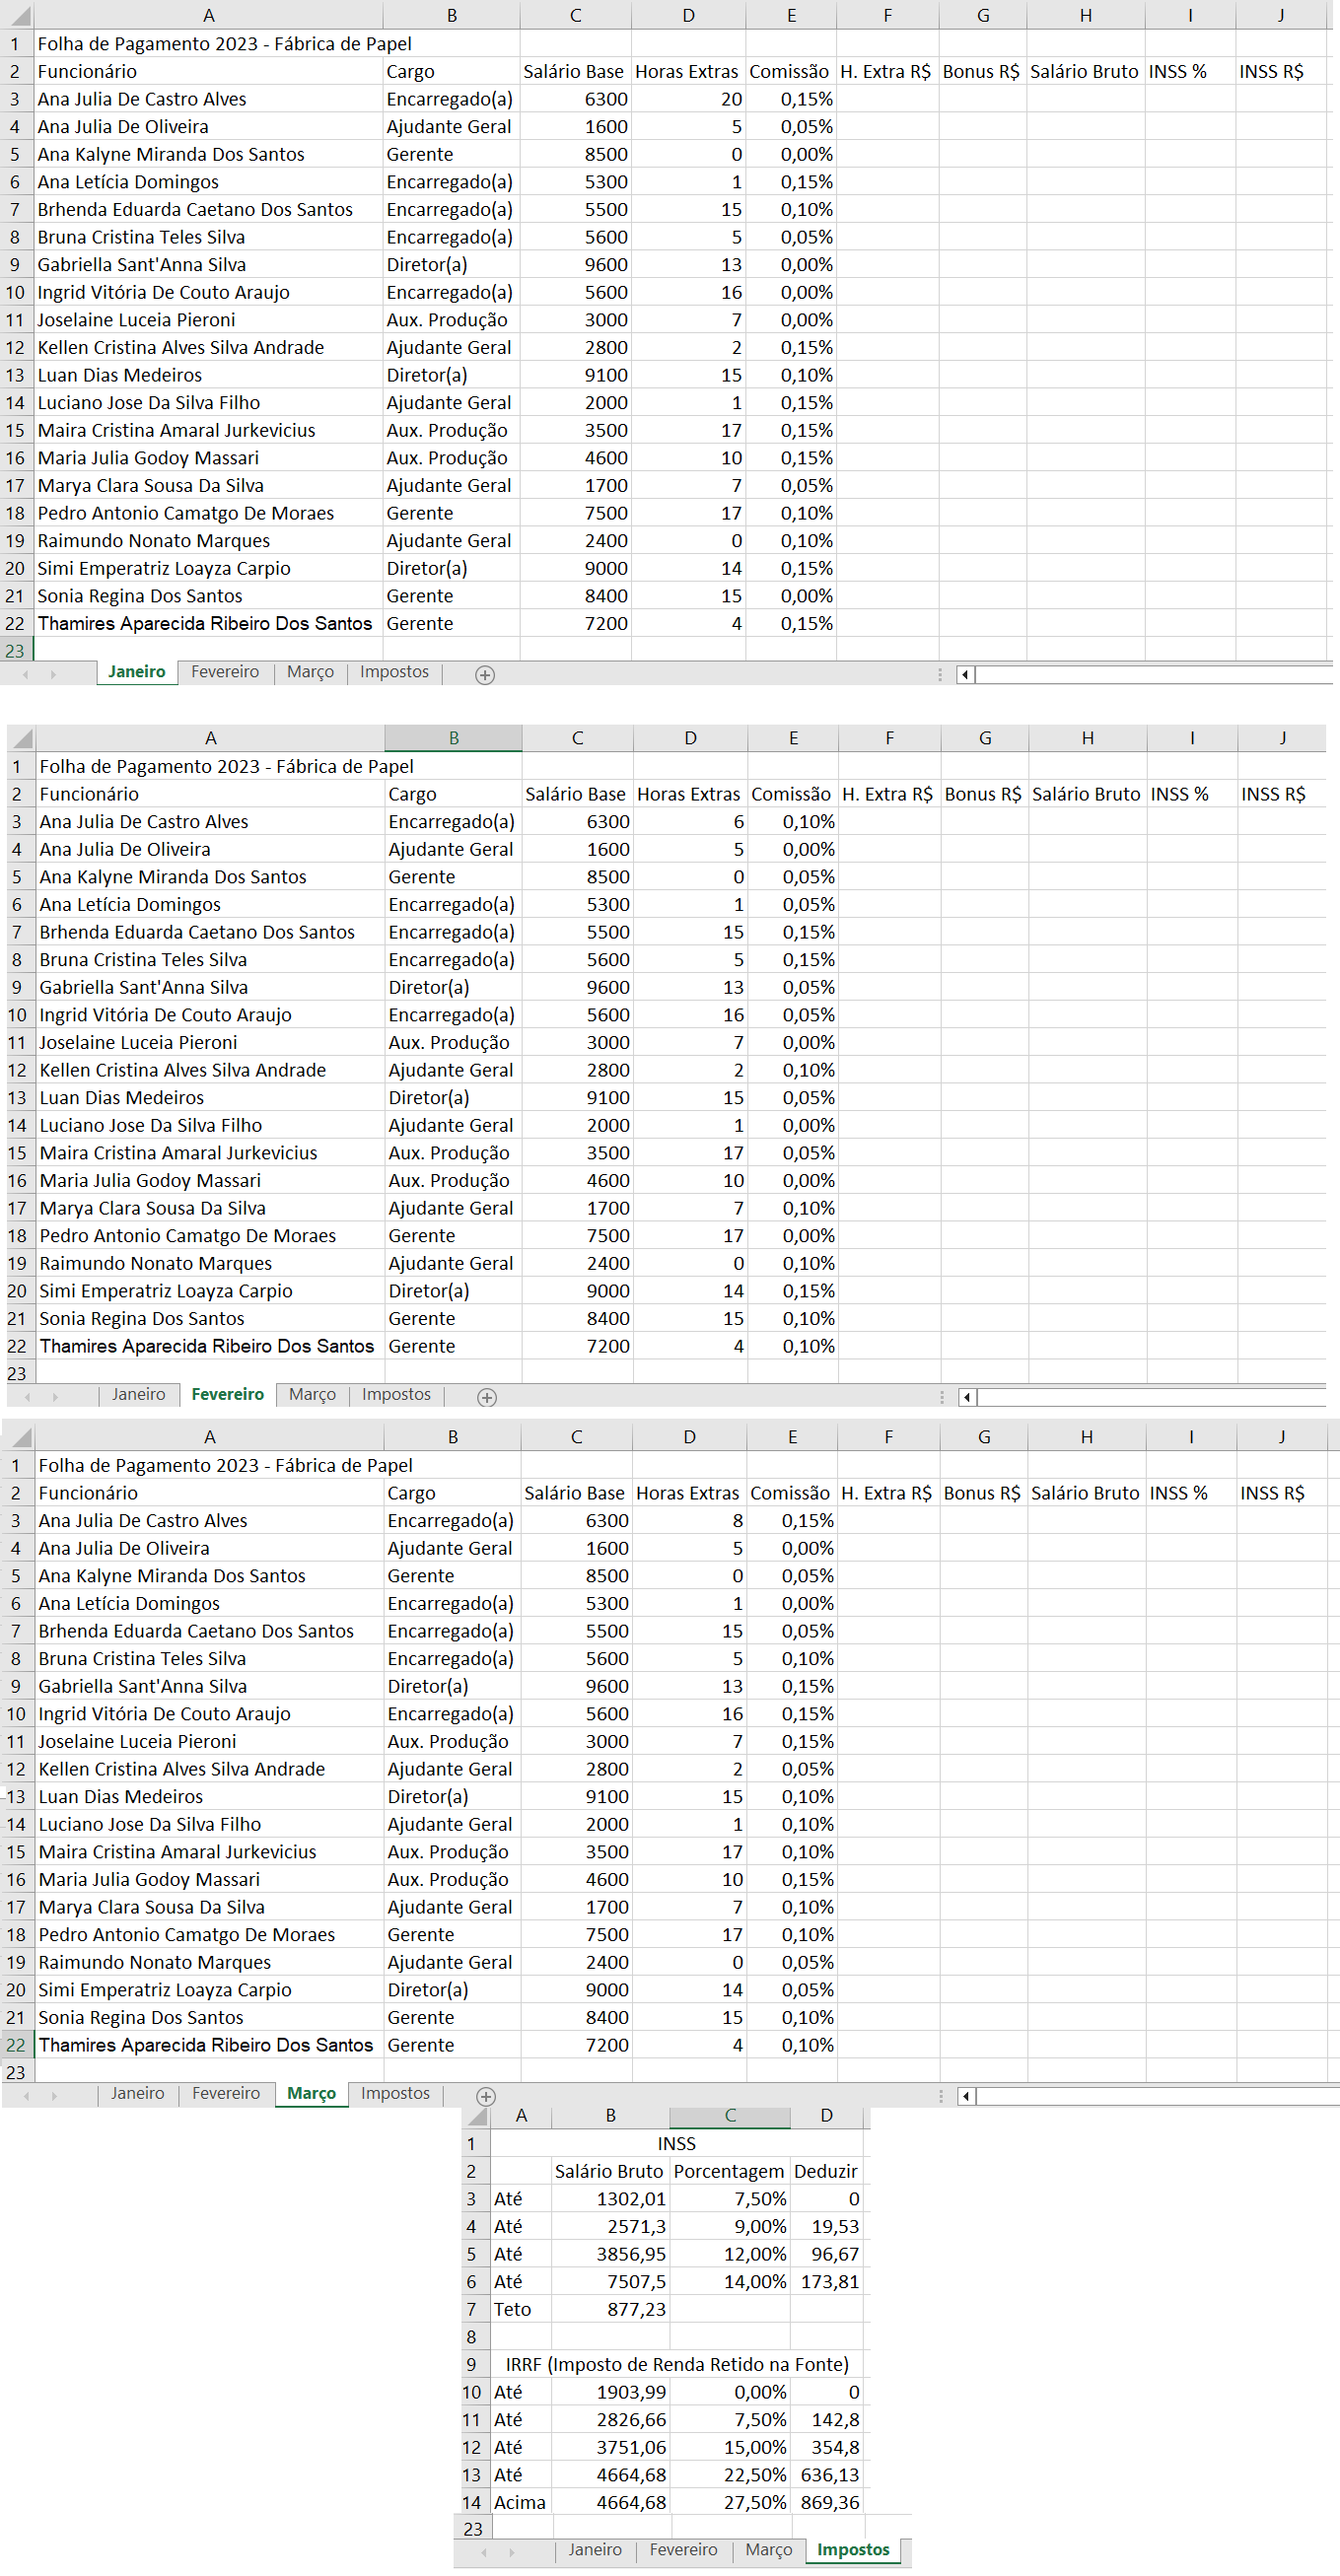 A B C D E F G H I J
1 Folha de Pagamento 2023 - Fábrica de Papel
2 Funcionário Cargo Salário Base Horas Extras Comissão H. Extra R$ Bonus R$ Salário Bruto INSS % INSS R$
3 Ana Julia De Castro Alves Encarregado(a) 6300 20 0,15%
4 Ana Julia De Oliveira Ajudante Geral 1600 5 0,05%
5 Ana Kalyne Miranda Dos Santos Gerente 8500 0 0,00%
6 Ana Letícia Domingos Encarregado(a) 5300 1 0,15%
7 Brhenda Eduarda Caetano Dos Santos Encarregado(a) 5500 15 0,10%
8 Bruna Cristina Teles Silva Encarregado(a) 5600 5 0,05%
9 Gabriella Sant'Anna Silva Diretor(a) 9600 13 0,00%
10 Ingrid Vitória De Couto Araujo Encarregado(a) 5600 16 0,00%
11 Joselaine Luceia Pieroni Aux. Produção 3000 7 0,00%
12 Kellen Cristina Alves Silva Andrade Ajudante Geral 2800 2 0,15%
13 Luan Dias Medeiros Diretor(a) 9100 15 0,10%
14 Luciano Jose Da Silva Filho Ajudante Geral 2000 1 0,15%
15 Maira Cristina Amaral Jurkevicius Aux. Produção 3500 17 0,15%
16 Maria Julia Godoy Massari Aux. Produção 4600 10 0,15%
17 Marya Clara Sousa Da Silva Ajudante Geral 1700 7 0,05%
18 Pedro Antonio Camatgo De Moraes Gerente 7500 17 0,10%
19 Raimundo Nonato Marques Ajudante Geral 2400 0 0,10%
20 Simi Emperatriz Loayza Carpio Diretor(a) 9000 14 0,15%
21 Sonia Regina Dos Santos Gerente 8400 15 0,00%
22 Thamires Aparecida Ribeiro Dos Santos Gerente 7200 4 0,15%
23
Janeiro Fevereiro Março Impostos
A B C D E F G H I J
1 Folha de Pagamento 2023 - Fábrica de Papel
2 Funcionário Cargo Salário Base Horas Extras Comissão H. Extra R$ Bonus R$ Salário Bruto INSS % INSS R$
3 Ana Julia De Castro Alves Encarregado(a) 6300 6 0,10%
4 Ana Julia De Oliveira Ajudante Geral 1600 5 0,00%
5 Ana Kalyne Miranda Dos Santos Gerente 8500 0 0,05%
6 Ana Letícia Domingos Encarregado(a) 5300 1 0,05%
7 Brhenda Eduarda Caetano Dos Santos Encarregado(a) 5500 15 0,15%
8 Bruna Cristina Teles Silva Encarregado(a) 5600 5 0,15%
9 Gabriella Sant'Anna Silva Diretor(a) 9600 13 0,05%
10 Ingrid Vitória De Couto Araujo Encarregado(a) 5600 16 0,05%
11 Joselaine Luceia Pieroni Aux. Produção 3000 7 0,00%
12 Kellen Cristina Alves Silva Andrade Ajudante Geral 2800 2 0,10%
13 Luan Dias Medeiros Diretor(a) 9100 15 0,05%
14 Luciano Jose Da Silva Filho Ajudante Geral 2000 1 0,00%
15 Maira Cristina Amaral Jurkevicius Aux. Produção 3500 17 0,05%
16 Maria Julia Godoy Massari Aux. Produção 4600 10 0,00%
17 Marya Clara Sousa Da Silva Ajudante Geral 1700 7 0,10%
18 Pedro Antonio Camatgo De Moraes Gerente 7500 17 0,00%
19 Raimundo Nonato Marques Ajudante Geral 2400 0 0,10%
20 Simi Emperatriz Loayza Carpio Diretor(a) 9000 14 0,15%
21 Sonia Regina Dos Santos Gerente 8400 15 0,10%
22 Thamires Aparecida Ribeiro Dos Santos Gerente 7200 4 0,10%
23
Janeiro Fevereiro Março Impostos
A B C D E F G H I J
1 Folha de Pagamento 2023 - Fábrica de Papel
2 Funcionário Cargo Salário Base Horas Extras Comissão H. Extra R$ Bonus R$ Salário Bruto INSS % INSS R$
3 Ana Julia De Castro Alves Encarregado(a) 6300 8 0,15%
4 Ana Julia De Oliveira Ajudante Geral 1600 5 0,00%
5 Ana Kalyne Miranda Dos Santos Gerente 8500 0 0,05%
6 Ana Letícia Domingos Encarregado(a) 5300 1 0,00%
7 Brhenda Eduarda Caetano Dos Santos Encarregado(a) 5500 15 0,05%
8 Bruna Cristina Teles Silva Encarregado(a) 5600 5 0,10%
9 Gabriella Sant'Anna Silva Diretor(a) 9600 13 0,15%
10 Ingrid Vitória De Couto Araujo Encarregado(a) 5600 16 0,15%
11 Joselaine Luceia Pieroni Aux. Produção 3000 7 0,15%
12 Kellen Cristina Alves Silva Andrade Ajudante Geral 2800 2 0,05%
13 Luan Dias Medeiros Diretor(a) 9100 15 0,10%
14 Luciano Jose Da Silva Filho Ajudante Geral 2000 1 0,10%
15 Maira Cristina Amaral Jurkevicius Aux. Produção 3500 17 0,10%
16 Maria Julia Godoy Massari Aux. Produção 4600 10 0,15%
17 Marya Clara Sousa Da Silva Ajudante Geral 1700 7 0,10%
18 Pedro Antonio Camatgo De Moraes Gerente 7500 17 0,10%
19 Raimundo Nonato Marques Ajudante Geral 2400 0 0,05%
20 Simi Emperatriz Loayza Carpio Diretor(a) 9000 14 0,05%
21 Sonia Regina Dos Santos Gerente 8400 15 0,10%
22 Thamires Aparecida Ribeiro Dos Santos Gerente 7200 4 0,10%
23
Janeiro Fevereiro Março Impostos
A B C D
1 INSS
2 Salário Bruto Porcentagem Deduzir
3 Até 1302,01 7,50% 0
4 Até 2571,3 9,00% 19,53
5 Até 3856,95 12,00% 96,67
6 Até 7507,5 14,00% 173,81
7 Teto 877,23
8
9 IRRF (Imposto de Renda Retido na Fonte)
10 Até 1903,99 0,00% 0
11 Até 2826,66 7,50% 142,8
12 Até 3751,06 15,00% 354,8
13 Até 4664,68 22,50% 636,13
14 Acima 4664,68 27,50% 869,36
23
Janeiro Fevereiro Março Impostos